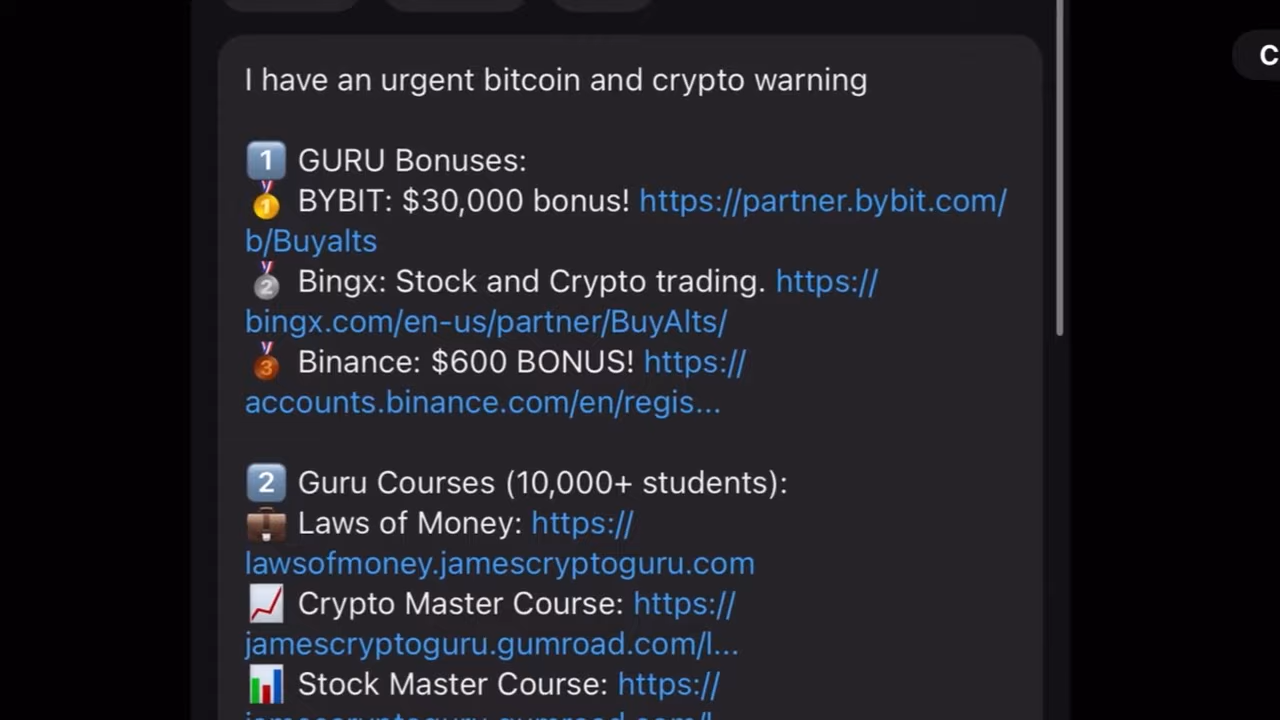 I have an urgent bitcoin and crypto warning
1 GURU Bonuses:
1 BYBIT: $30,000 bonus! https://partner.bybit.com/
b/Buyalts
2 Bingx: Stock and Crypto trading. https://
bingx.com/en-us/partner/BuyAlts/
3 Binance: $600 BONUS! https://
accounts.binance.com/en/regis...
2 Guru Courses (10,000+ students):
Laws of Money: https://
lawsofmoney.jamescryptoguru.com
Crypto Master Course: https://
jamescryptoguru.gumroad.com/l...
Stock Master Course: https://